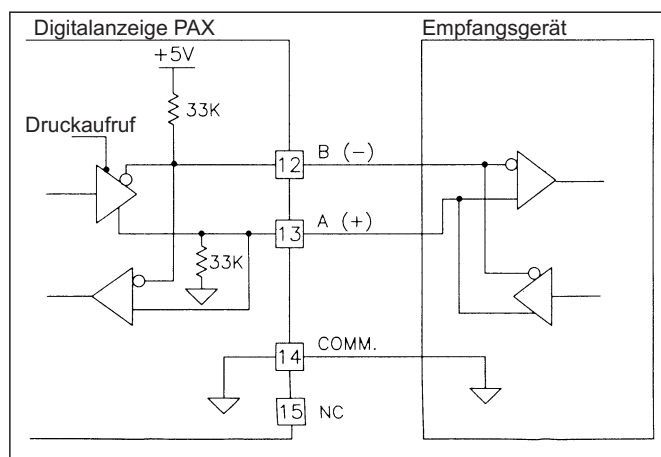 Digitalanzeige PAX
Empfangsgerät
+5V
33K
Druckaufruf
12
B (-)
13
A (+)
33K
14
COMM.
15
NC